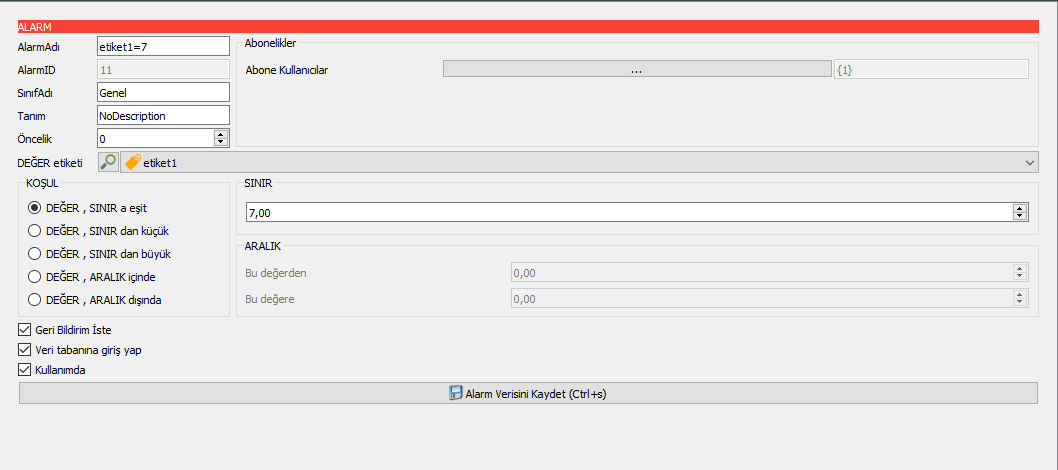 ALARM
AlarmAdı etiket1=7
AlarmID 11
SınıfAdı Genel
Tanım NoDescription
Öncelik 0
Abonelikler
Abone Kullanıcılar ... {1}
DEĞER etiketi etiket1
KOŞUL
DEĞER , SINIR a eşit
DEĞER , SINIR dan küçük
DEĞER , SINIR dan büyük
DEĞER , ARALIK içinde
DEĞER , ARALIK dışında
SINIR
7,00
ARALIK
Bu değerden 0,00
Bu değere 0,00
Geri Bildirim İste
Veri tabanına giriş yap
Kullanımda
Alarm Verisini Kaydet (Ctrl+s)